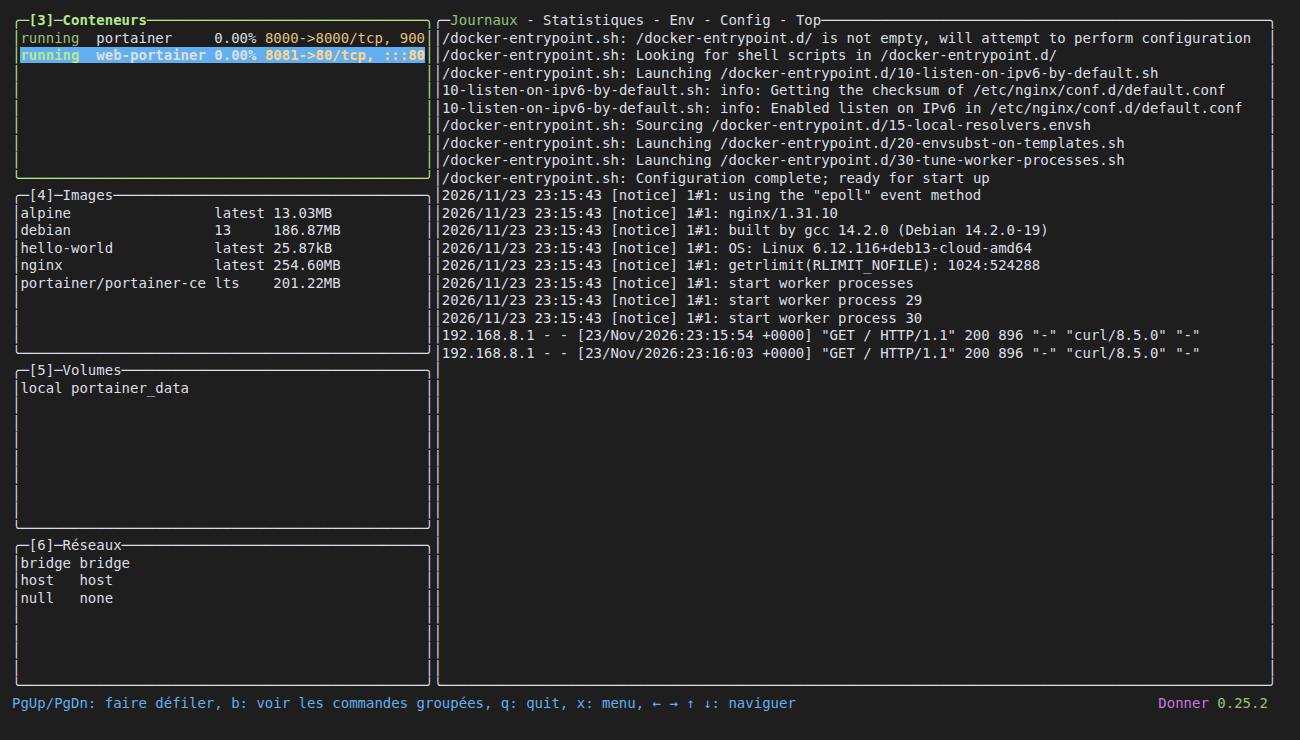 [3]─Conteneurs
running portainer 0.00% 8000->8000/tcp, 900
running web-portainer 0.00% 8081->80/tcp, :::80
[4]─Images
alpine latest 13.03MB
debian 13 186.87MB
hello-world latest 25.87kB
nginx latest 254.60MB
portainer/portainer-ce lts 201.22MB
[5]─Volumes
local portainer_data
[6]─Réseaux
bridge bridge
host host
null none
Journaux - Statistiques - Env - Config - Top
/docker-entrypoint.sh: /docker-entrypoint.d/ is not empty, will attempt to perform configuration
/docker-entrypoint.sh: Looking for shell scripts in /docker-entrypoint.d/
/docker-entrypoint.sh: Launching /docker-entrypoint.d/10-listen-on-ipv6-by-default.sh
10-listen-on-ipv6-by-default.sh: info: Getting the checksum of /etc/nginx/conf.d/default.conf
10-listen-on-ipv6-by-default.sh: info: Enabled listen on IPv6 in /etc/nginx/conf.d/default.conf
/docker-entrypoint.sh: Sourcing /docker-entrypoint.d/15-local-resolvers.envsh
/docker-entrypoint.sh: Launching /docker-entrypoint.d/20-envsubst-on-templates.sh
/docker-entrypoint.sh: Launching /docker-entrypoint.d/30-tune-worker-processes.sh
/docker-entrypoint.sh: Configuration complete; ready for start up
2026/11/23 23:15:43 [notice] 1#1: using the "epoll" event method
2026/11/23 23:15:43 [notice] 1#1: nginx/1.31.10
2026/11/23 23:15:43 [notice] 1#1: built by gcc 14.2.0 (Debian 14.2.0-19)
2026/11/23 23:15:43 [notice] 1#1: OS: Linux 6.12.116+deb13-cloud-amd64
2026/11/23 23:15:43 [notice] 1#1: getrlimit(RLIMIT_NOFILE): 1024:524288
2026/11/23 23:15:43 [notice] 1#1: start worker processes
2026/11/23 23:15:43 [notice] 1#1: start worker process 29
2026/11/23 23:15:43 [notice] 1#1: start worker process 30
192.168.8.1 - - [23/Nov/2026:23:15:54 +0000] "GET / HTTP/1.1" 200 896 "-" "curl/8.5.0" "-"
192.168.8.1 - - [23/Nov/2026:23:16:03 +0000] "GET / HTTP/1.1" 200 896 "-" "curl/8.5.0" "-"
PgUp/PgDn: faire défiler, b: voir les commandes groupées, q: quit, x: menu, ← → ↑ ↓: naviguer
Donner 0.25.2